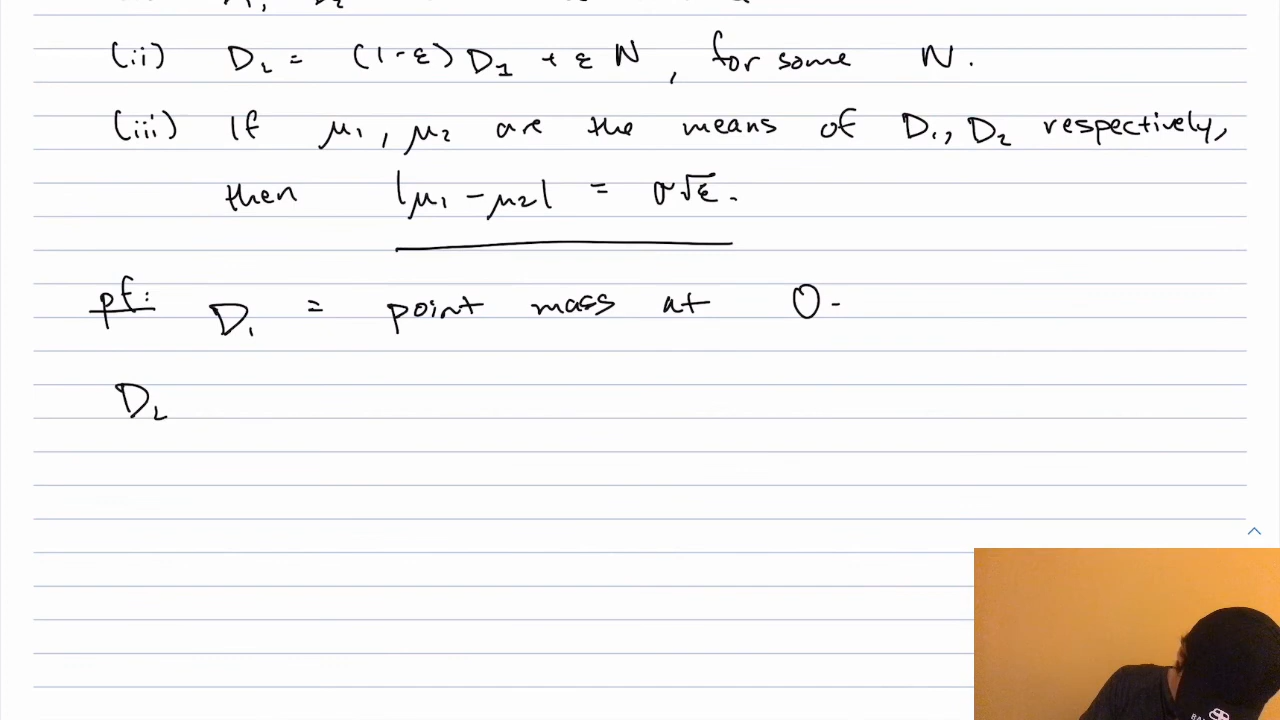 (ii) D₂ = (1-ε) D₁ + ε N, for some N.
(iii) If μ₁, μ₂ are the means of D₁, D₂ respectively,
then |μ₁ - μ₂| = σ√ε.
pf: D₁ = point mass at 0.
D₂